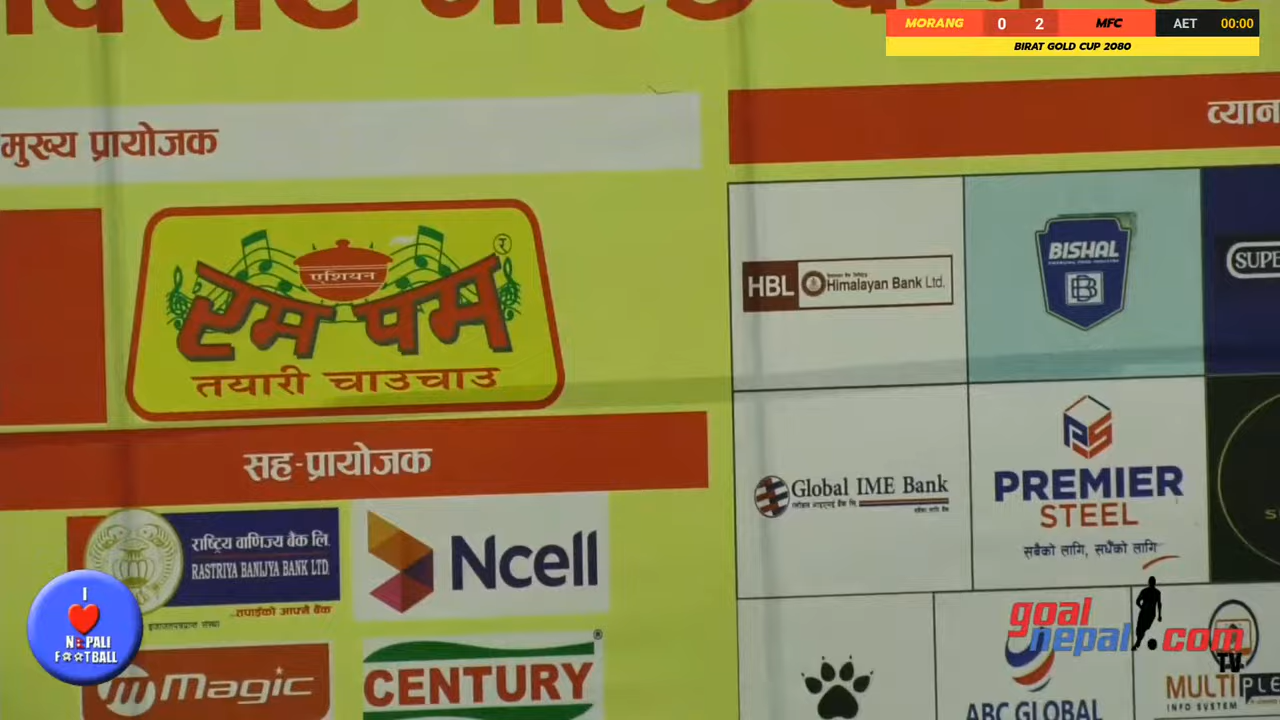 MORANG 0 2 MFC AET 00:00
BIRAT GOLD CUP 2080
मुख्य प्रायोजक
एशियन
रम पम
तयारी चाउचाउ
सह-प्रायोजक
राष्ट्रिय वाणिज्य बैंक लि.
RASTRIYA BANIJYA BANK LTD.
...तपाईंको आफ्नै बैंक
Ncell
Magic
CENTURY
HBL Himalayan Bank Ltd.
BISHAL
Global IME Bank
PREMIER
STEEL
सबैको लागि, सधैंको लागि
ABC GLOBAL
INFO SYSTEM
I
NEPALI
FOOTBALL
goal
nepal.com
TV